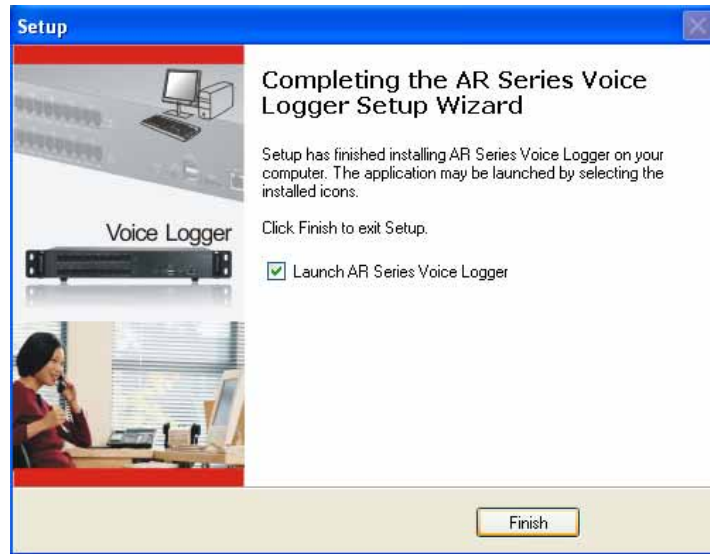 Setup
Completing the AR Series Voice
Logger Setup Wizard
Setup has finished installing AR Series Voice Logger on your
computer. The application may be launched by selecting the
installed icons.
Voice Logger
Click Finish to exit Setup.
Launch AR Series Voice Logger
Finish